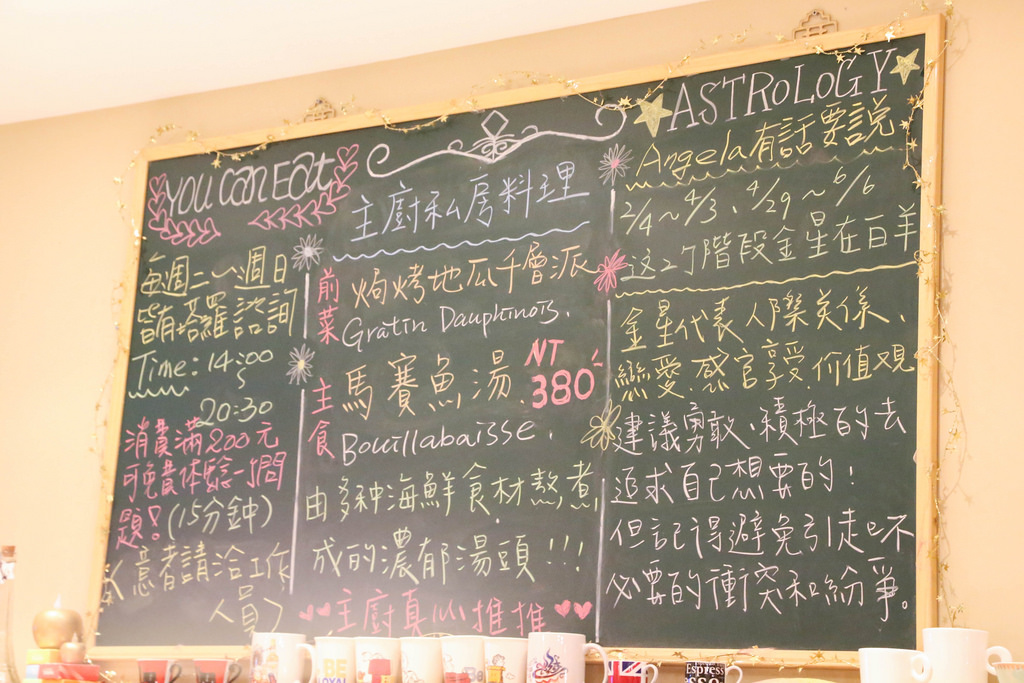 YOU CAN EAT
每週二~週日
皆有塔羅諮詢
Time: 14:00
~
20:30
消費滿200元
可免費体驗一個問
題!(15分鐘)
意者請洽工作
人員)
主廚私房料理
前菜
焗烤地瓜千層派
Gratin Dauphinois.
主食
馬賽魚湯.
NT
380
Bouillabaisse.
由多种海鮮食材熬煮
成的濃郁湯頭!!!
主廚真心推推
ASTROLOGY
Angela有話要說
2/4~4/3、4/29~6/6
这2个階段金星在白羊
金星代表人际美係、
戀愛.感官享受.价值观
建議勇敢、積極的去
追求自己想要的!
但記得避免引起不
必要的衝突和紛爭。
BE
Espresso